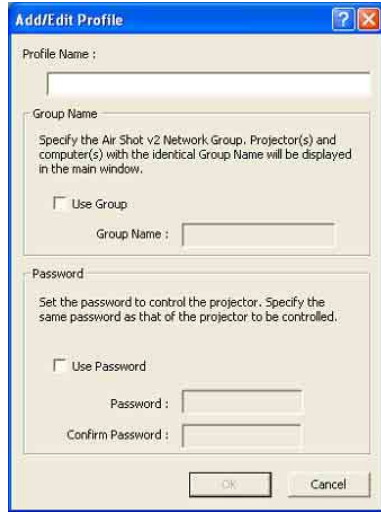 Add/Edit Profile
Profile Name :
Group Name
Specify the Air Shot v2 Network Group. Projector(s) and
computer(s) with the identical Group Name will be displayed
in the main window.
Use Group
Group Name :
Password
Set the password to control the projector. Specify the
same password as that of the projector to be controlled.
Use Password
Password :
Confirm Password :
OK
Cancel